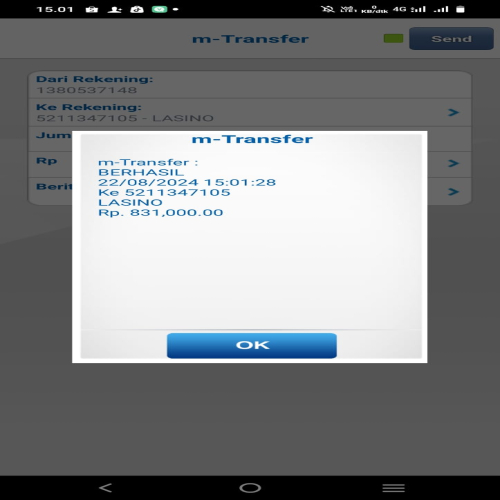 15.01
0 KB/dtk 4G
m-Transfer
Send
Dari Rekening:
1380537148
Ke Rekening:
5211347105 - LASINO
Jum
Rp
Berit
m-Transfer
m-Transfer :
BERHASIL
22/08/2024 15:01:28
Ke 5211347105
LASINO
Rp. 831,000.00
OK